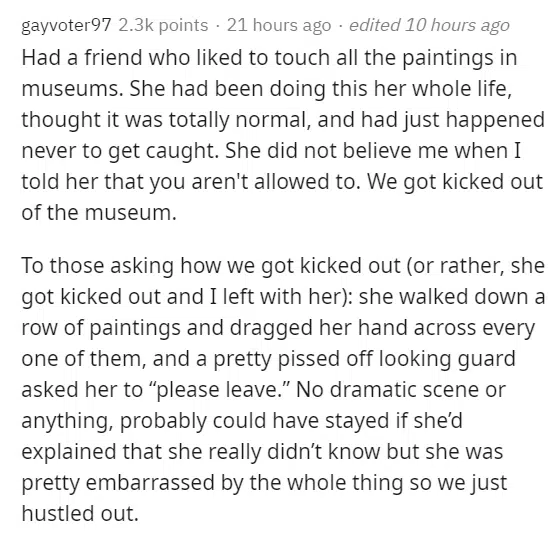 gayvoter97 2.3k points · 21 hours ago · edited 10 hours ago
Had a friend who liked to touch all the paintings in
museums. She had been doing this her whole life,
thought it was totally normal, and had just happened
never to get caught. She did not believe me when I
told her that you aren't allowed to. We got kicked out
of the museum.
To those asking how we got kicked out (or rather, she
got kicked out and I left with her): she walked down a
row of paintings and dragged her hand across every
one of them, and a pretty pissed off looking guard
asked her to “please leave.” No dramatic scene or
anything, probably could have stayed if she’d
explained that she really didn’t know but she was
pretty embarrassed by the whole thing so we just
hustled out.